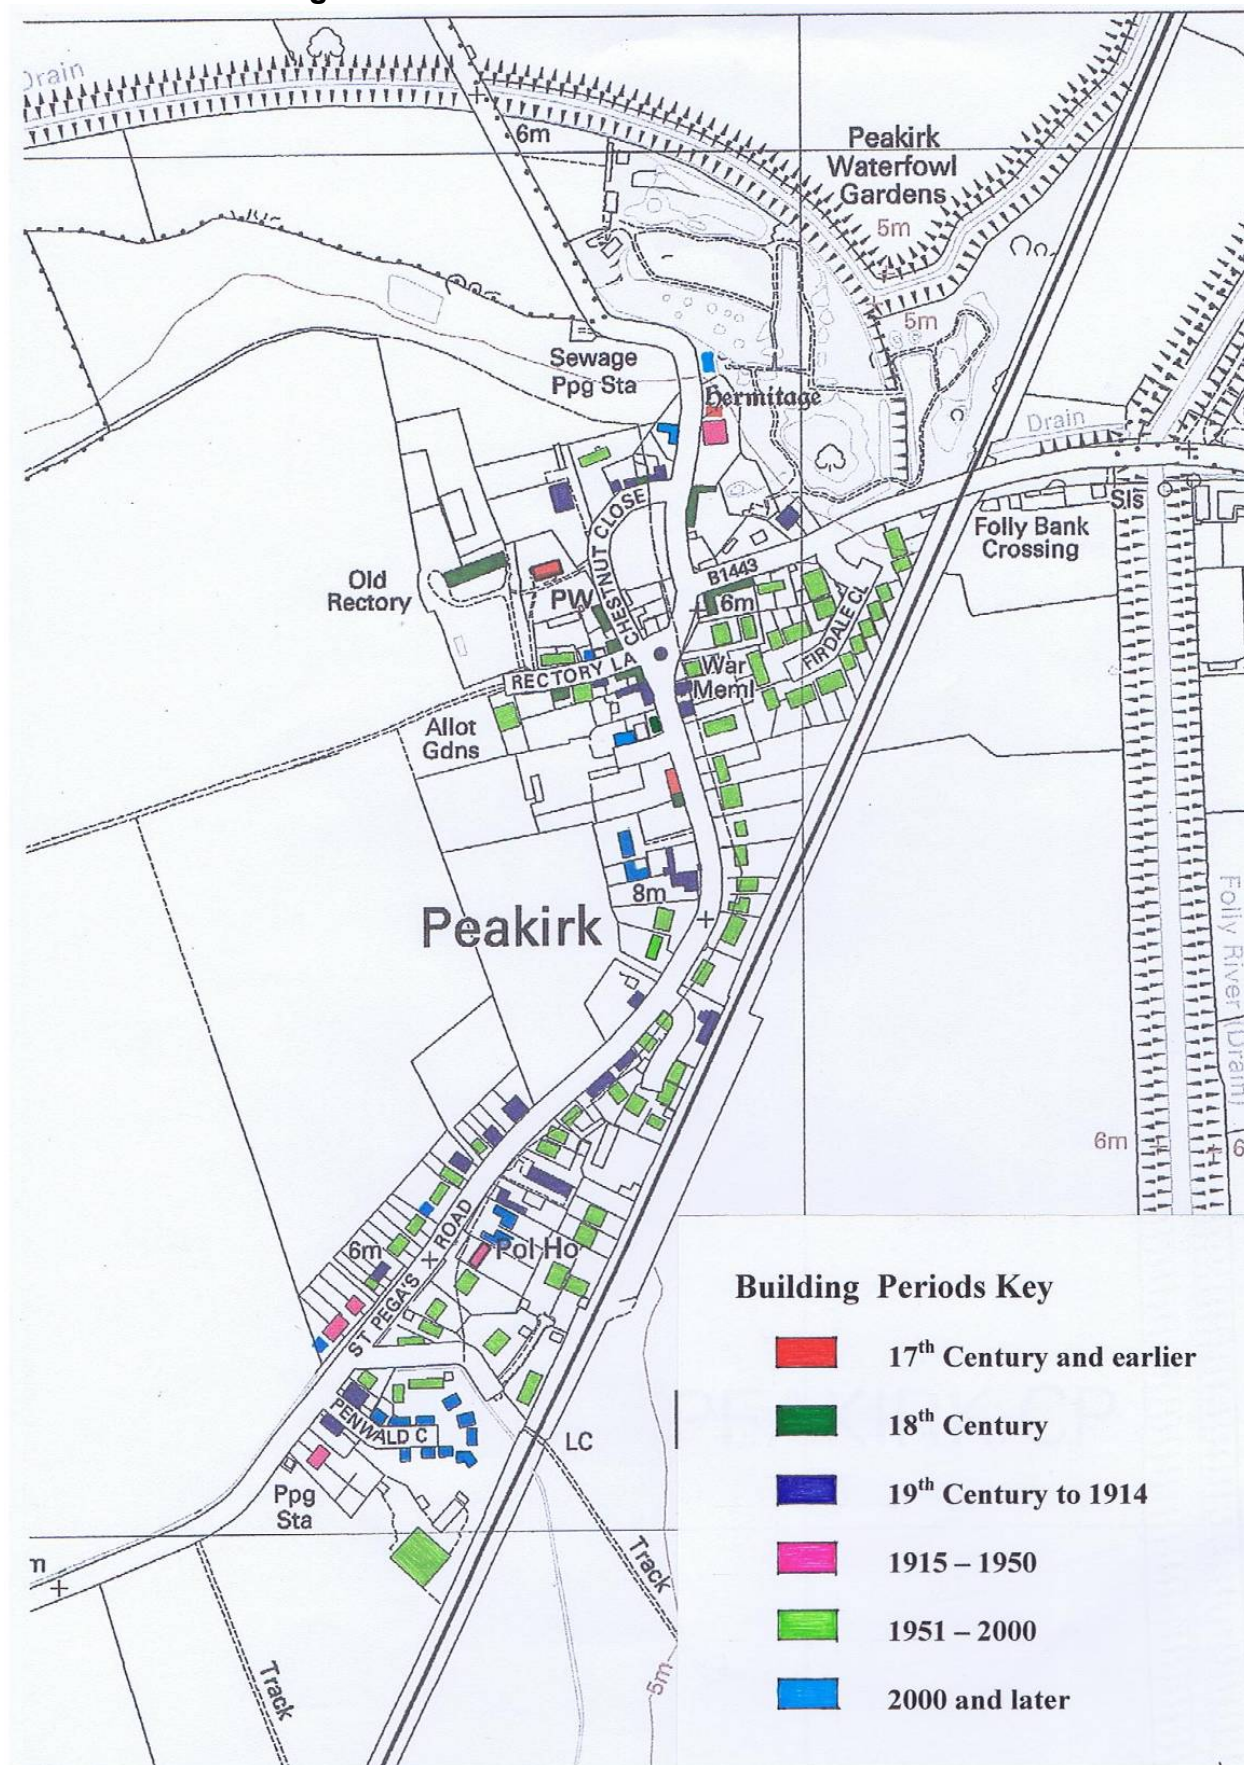 Drain
6m
Peakirk
Waterfowl
Gardens
5m
5m
Sewage
Ppg Sta
Hermitage
Drain
Sls
Folly Bank
Crossing
CHESTNUT CLOSE
B1443
Old
Rectory
PW
6m
FIRDALE CL
RECTORY LA
War
Meml
Allot
Gdns
8m
Peakirk
Folly River (Drain)
6m
6
ST PEGA'S ROAD
6m
Pol Ho
PENWALD C
LC
Ppg
Sta
Track
Track
5m
m
Building Periods Key
17th Century and earlier
18th Century
19th Century to 1914
1915 – 1950
1951 – 2000
2000 and later